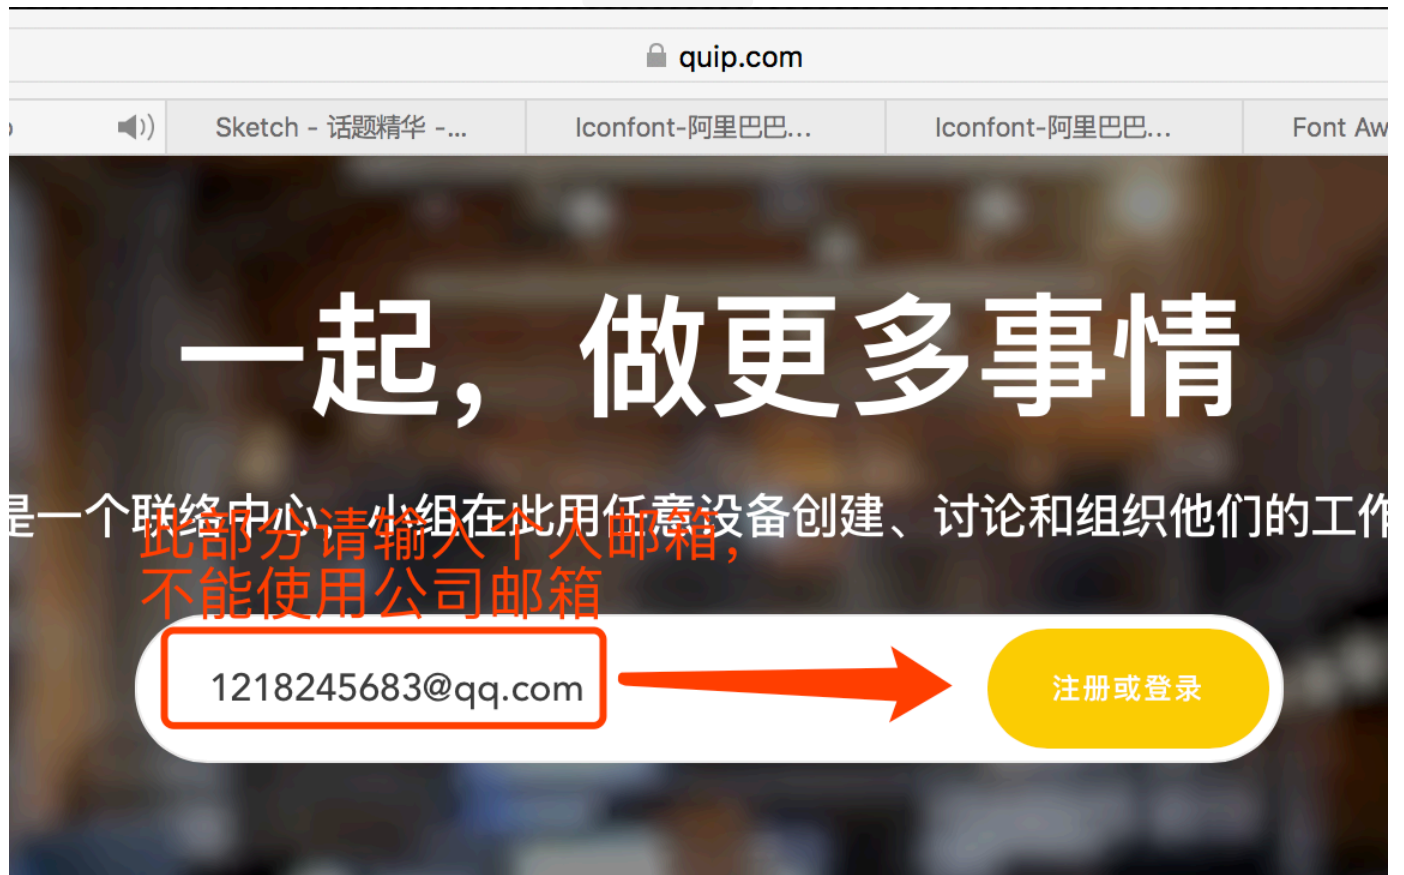 quip.com
Sketch - 话题精华 -...
Iconfont-阿里巴巴...
Iconfont-阿里巴巴...
Font Aw
一起，做更多事情
是一个联络中心，小组在此用任意设备创建、讨论和组织他们的工作
此部分请输入个人邮箱，
不能使用公司邮箱
1218245683@qq.com
注册或登录